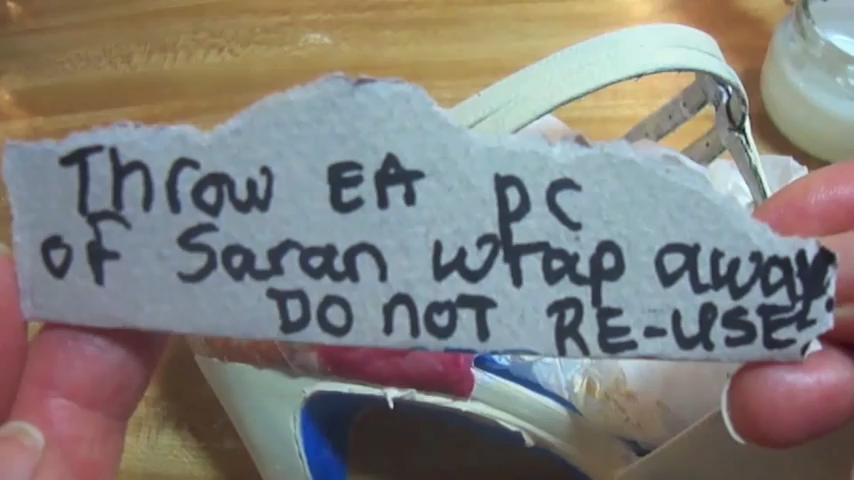 Throw EA pc
of Saran wrap away.
DO NOT RE-USE!